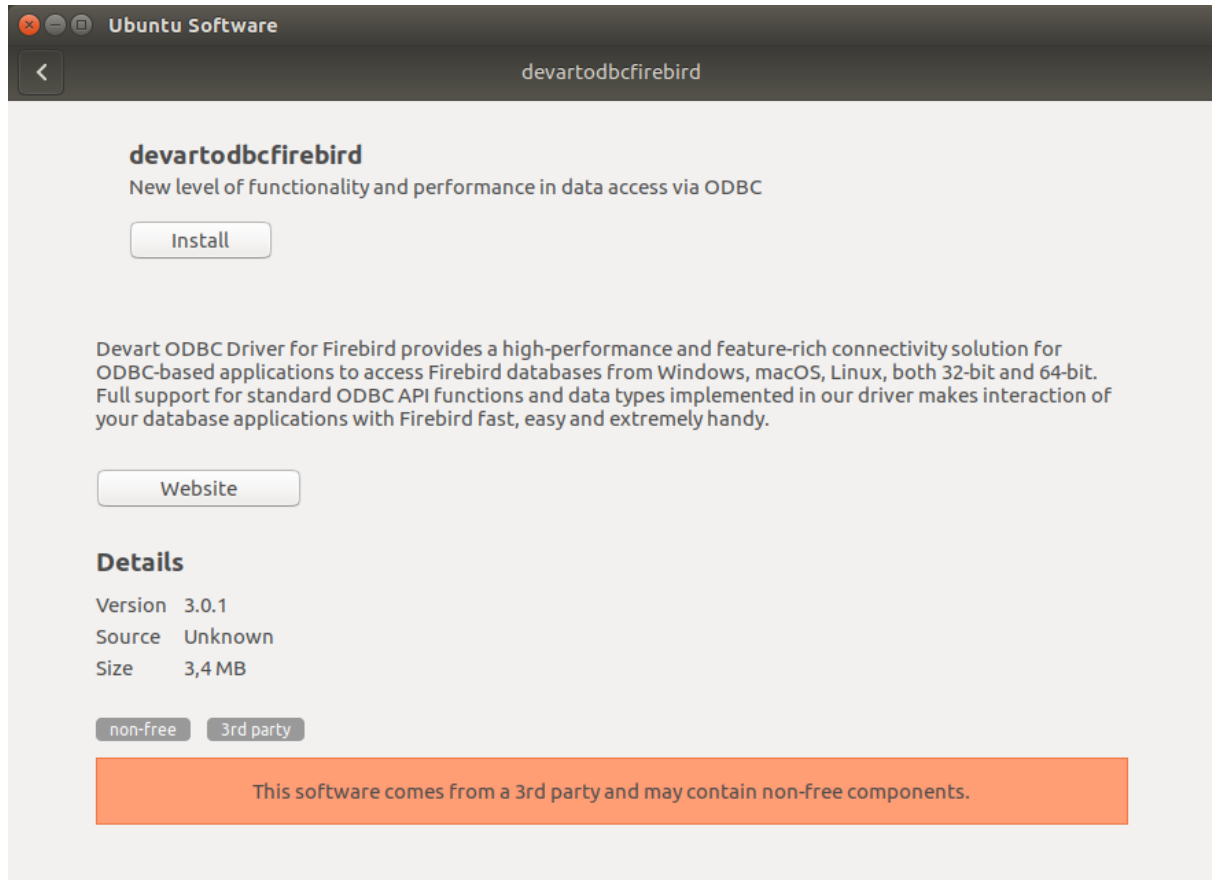 Ubuntu Software
devartodbcfirebird
devartodbcfirebird
New level of functionality and performance in data access via ODBC
Install
Devart ODBC Driver for Firebird provides a high-performance and feature-rich connectivity solution for
ODBC-based applications to access Firebird databases from Windows, macOS, Linux, both 32-bit and 64-bit.
Full support for standard ODBC API functions and data types implemented in our driver makes interaction of
your database applications with Firebird fast, easy and extremely handy.
Website
Details
Version 3.0.1
Source Unknown
Size 3,4 MB
non-free 3rd party
This software comes from a 3rd party and may contain non-free components.